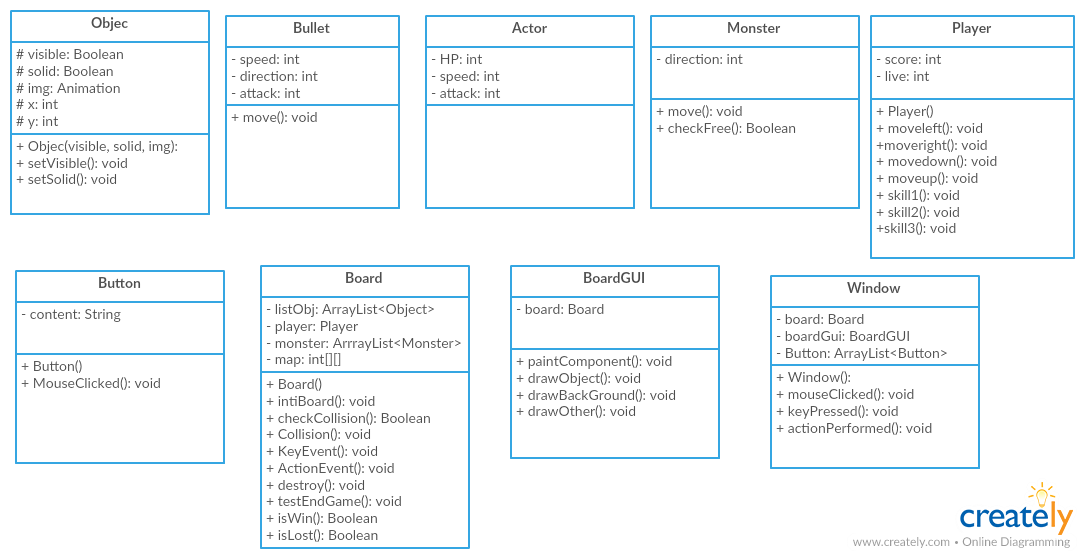 Objec
# visible: Boolean
# solid: Boolean
# img: Animation
# x: int
# y: int
+ Objec(visible, solid, img):
+ setVisible(): void
+ setSolid(): void
Bullet
- speed: int
- direction: int
- attack: int
+ move(): void
Actor
- HP: int
- speed: int
- attack: int
Monster
- direction: int
+ move(): void
+ checkFree(): Boolean
Player
- score: int
- live: int
+ Player()
+ moveleft(): void
+moveright(): void
+ movedown(): void
+ moveup(): void
+ skill1(): void
+ skill2(): void
+skill3(): void
Button
- content: String
+ Button()
+ MouseClicked(): void
Board
- listObj: ArrayList<Object>
- player: Player
- monster: ArrrayList<Monster>
- map: int[][]
+ Board()
+ intiBoard(): void
+ checkCollision(): Boolean
+ Collision(): void
+ KeyEvent(): void
+ ActionEvent(): void
+ destroy(): void
+ testEndGame(): void
+ isWin(): Boolean
+ isLost(): Boolean
BoardGUI
- board: Board
+ paintComponent(): void
+ drawObject(): void
+ drawBackGround(): void
+ drawOther(): void
Window
- board: Board
- boardGui: BoardGUI
- Button: ArrayList<Button>
+ Window():
+ mouseClicked(): void
+ keyPressed(): void
+ actionPerformed(): void
creately
www.creately.com • Online Diagramming